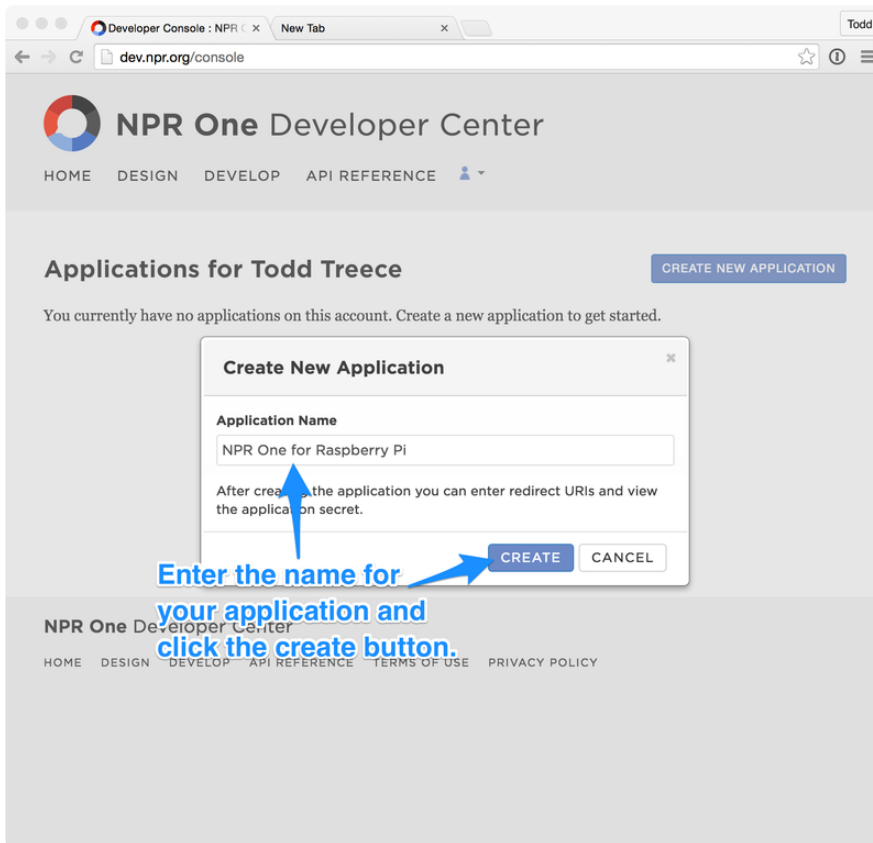 Developer Console : NPR
New Tab
Todd
dev.npr.org/console
NPR One Developer Center
HOME DESIGN DEVELOP API REFERENCE
Applications for Todd Treece
CREATE NEW APPLICATION
You currently have no applications on this account. Create a new application to get started.
Create New Application
Application Name
NPR One for Raspberry Pi
After creating the application you can enter redirect URIs and view
the application secret.
CREATE CANCEL
Enter the name for
your application and
click the create button.
NPR One Developer Center
HOME DESIGN DEVELOP API REFERENCE TERMS OF USE PRIVACY POLICY